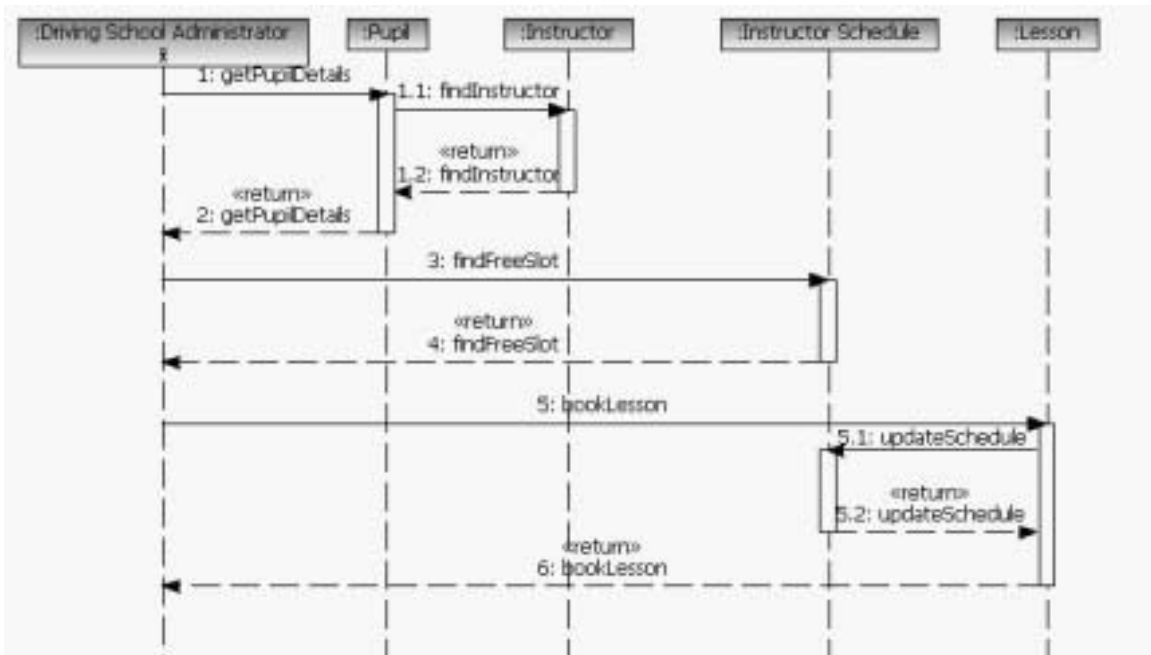 :Driving School Administrator
:Pupil
:Instructor
:Instructor Schedule
:Lesson
1: getPupilDetails
1.1: findInstructor
«return»
1.2: findInstructor
«return»
2: getPupilDetails
3: findFreeSlot
«return»
4: findFreeSlot
5: bookLesson
5.1: updateSchedule
«return»
5.2: updateSchedule
«return»
6: bookLesson